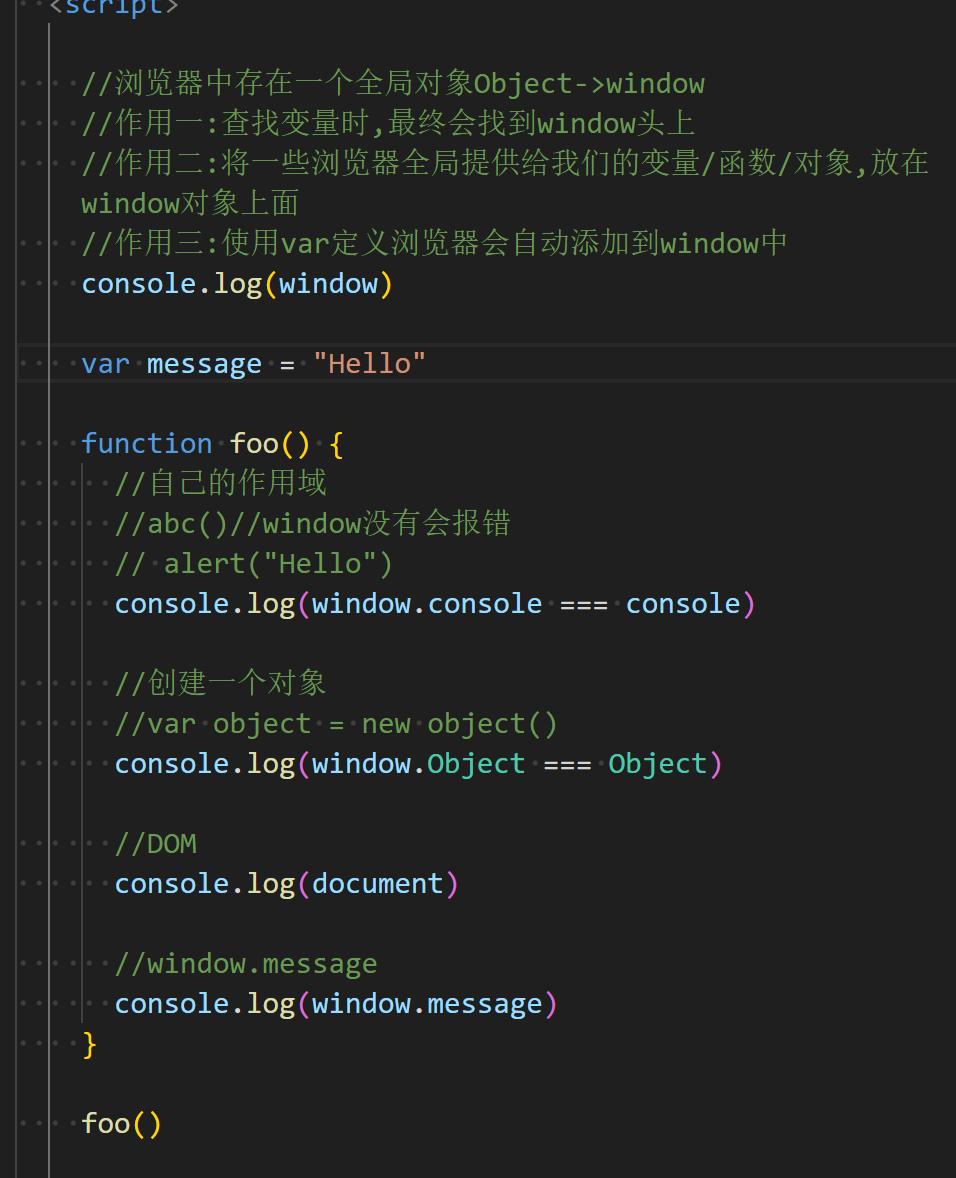 <script>
//浏览器中存在一个全局对象Object->window
//作用一:查找变量时,最终会找到window头上
//作用二:将一些浏览器全局提供给我们的变量/函数/对象,放在
window对象上面
//作用三:使用var定义浏览器会自动添加到window中
console.log(window)
var message = "Hello"
function foo() {
//自己的作用域
//abc()//window没有会报错
// alert("Hello")
console.log(window.console === console)
//创建一个对象
//var object = new object()
console.log(window.Object === Object)
//DOM
console.log(document)
//window.message
console.log(window.message)
}
foo()